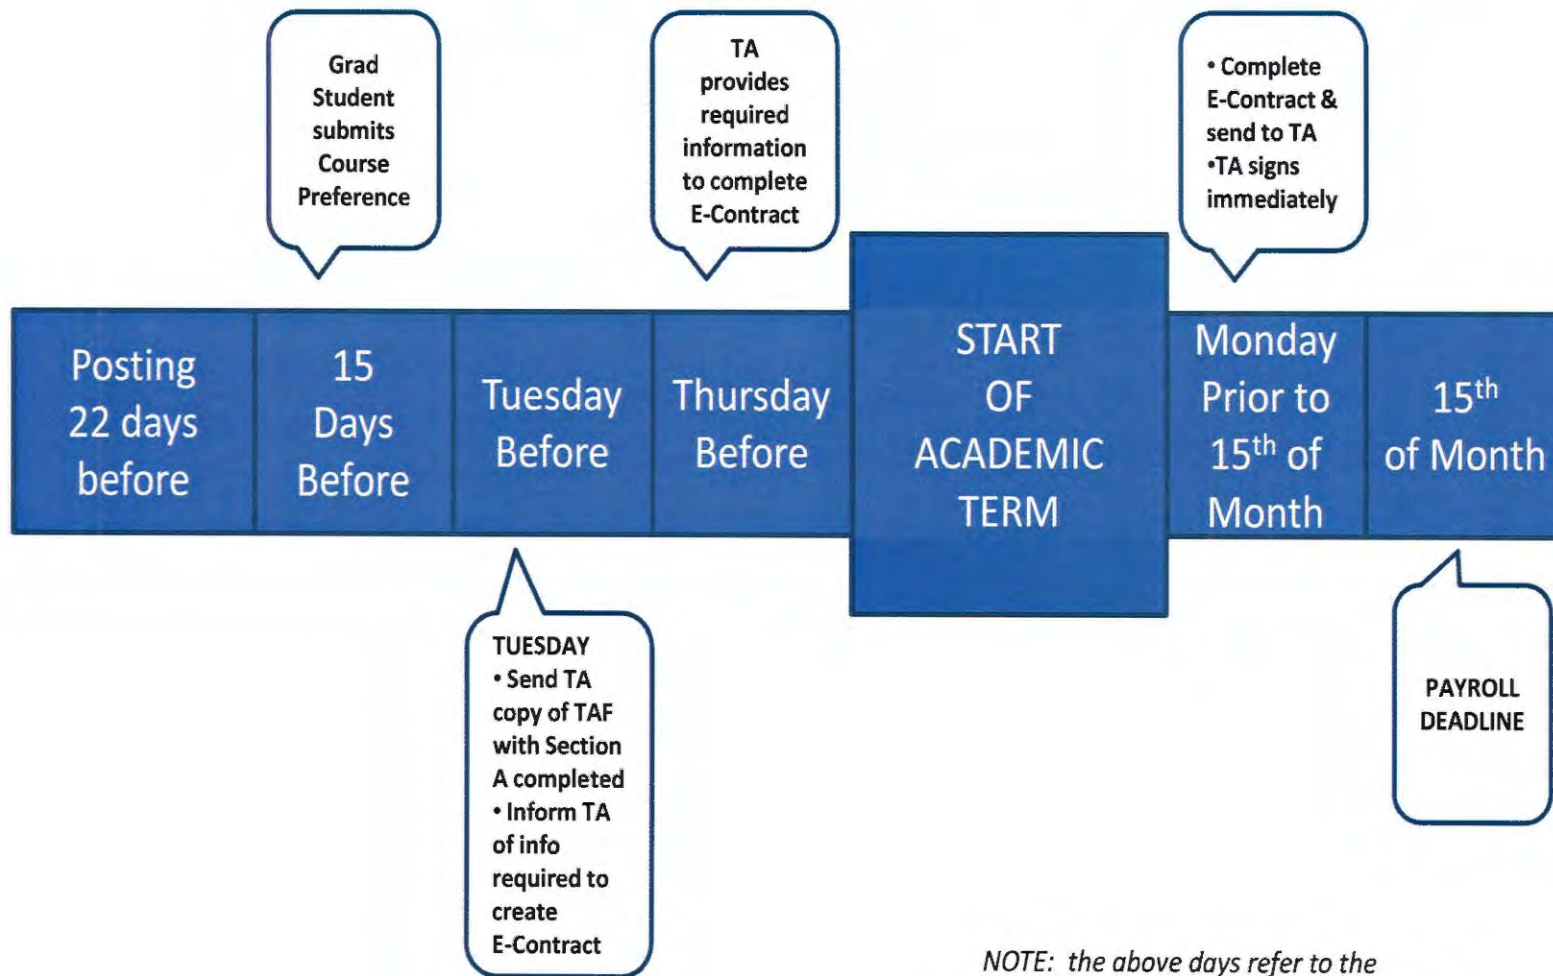 Grad
Student
submits
Course
Preference
TA
provides
required
information
to complete
E-Contract
• Complete
E-Contract &
send to TA
•TA signs
immediately
Posting
22 days
before
15
Days
Before
Tuesday
Before
Thursday
Before
START
OF
ACADEMIC
TERM
Monday
Prior to
15th of
Month
15th
of Month
TUESDAY
• Send TA
copy of TAF
with Section
A completed
• Inform TA
of info
required to
create
E-Contract
PAYROLL
DEADLINE
NOTE: the above days refer to the